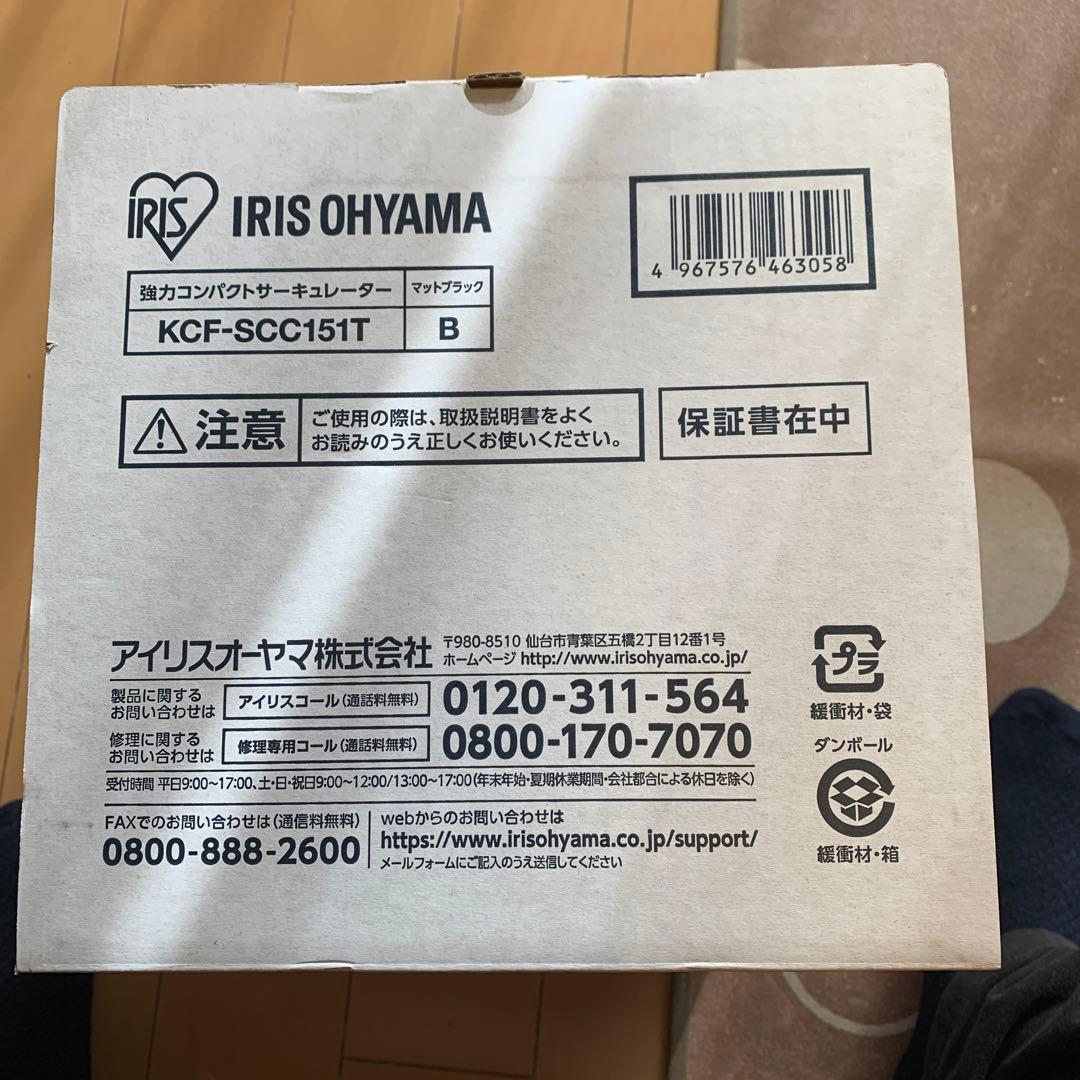 IRIS IRIS OHYAMA
4 967576 463058
強力コンパクトサーキュレーター マットブラック
KCF-SCC151T B
注意
ご使用の際は、取扱説明書をよく
お読みのうえ正しくお使いください。
保証書在中
アイリスオーヤマ株式会社
〒980-8510 仙台市青葉区五橋2丁目12番1号
ホームページ http://www.irisohyama.co.jp/
製品に関する
お問い合わせは
アイリスコール(通話料無料) 0120-311-564
修理に関する
お問い合わせは
修理専用コール(通話料無料) 0800-170-7070
受付時間 平日9:00~17:00、土・日・祝日9:00~12:00/13:00~17:00(年末年始・夏期休業期間・会社都合による休日を除く)
FAXでのお問い合わせは(通信料無料)
0800-888-2600
webからのお問い合わせは
https://www.irisohyama.co.jp/support/
メールフォームにご記入のうえ送信してください
プラ
緩衝材・袋
ダンボール
緩衝材・箱